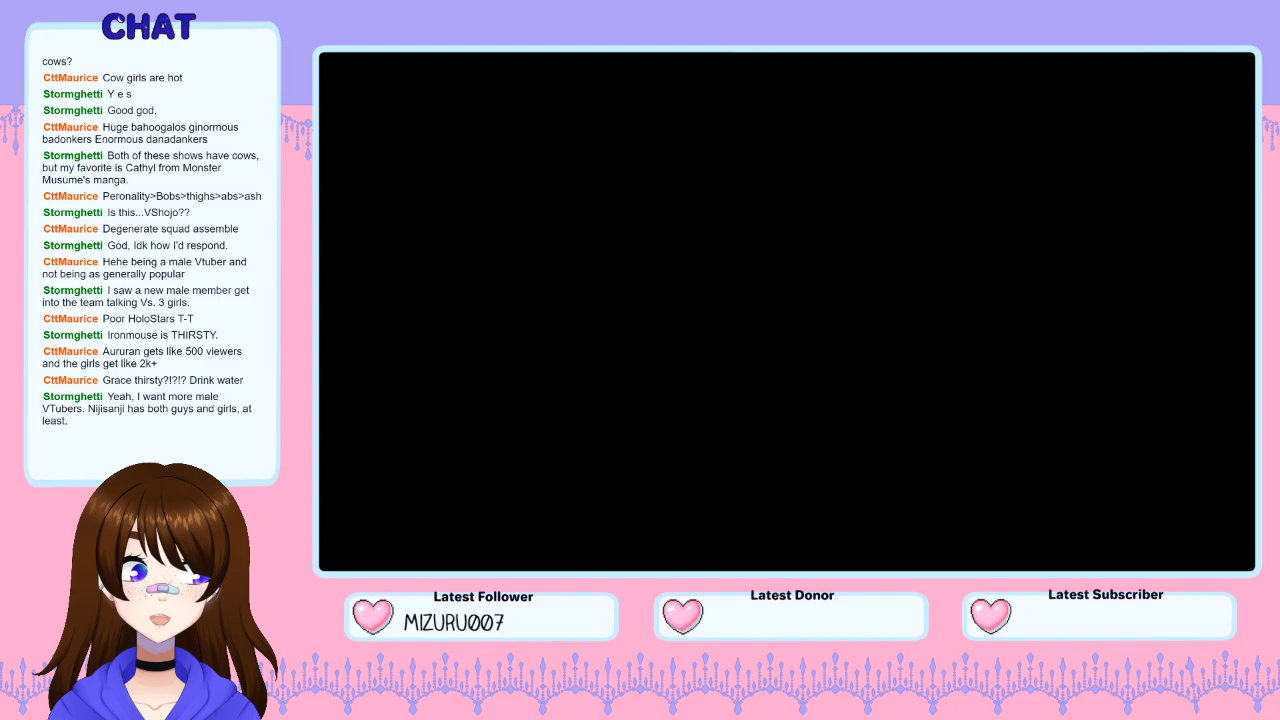 CHAT
cows?
CttMaurice Cow girls are hot
Stormghetti Y e s
Stormghetti Good god.
CttMaurice Huge bahoogalos ginormous
badonkers Enormous danadankers
Stormghetti Both of these shows have cows,
but my favorite is Cathyl from Monster
Musume's manga.
CttMaurice Peronality>Bobs>thighs>abs>ash
Stormghetti Is this...VShojo??
CttMaurice Degenerate squad assemble
Stormghetti God, Idk how I'd respond.
CttMaurice Hehe being a male Vtuber and
not being as generally popular
Stormghetti I saw a new male member get
into the team talking Vs. 3 girls.
CttMaurice Poor HoloStars T-T
Stormghetti Ironmouse is THIRSTY.
CttMaurice Aururan gets like 500 viewers
and the girls get like 2k+
CttMaurice Grace thirsty?!?!? Drink water
Stormghetti Yeah, I want more male
VTubers. Nijisanji has both guys and girls, at
least.
Latest Follower
MIZURU007
Latest Donor
Latest Subscriber